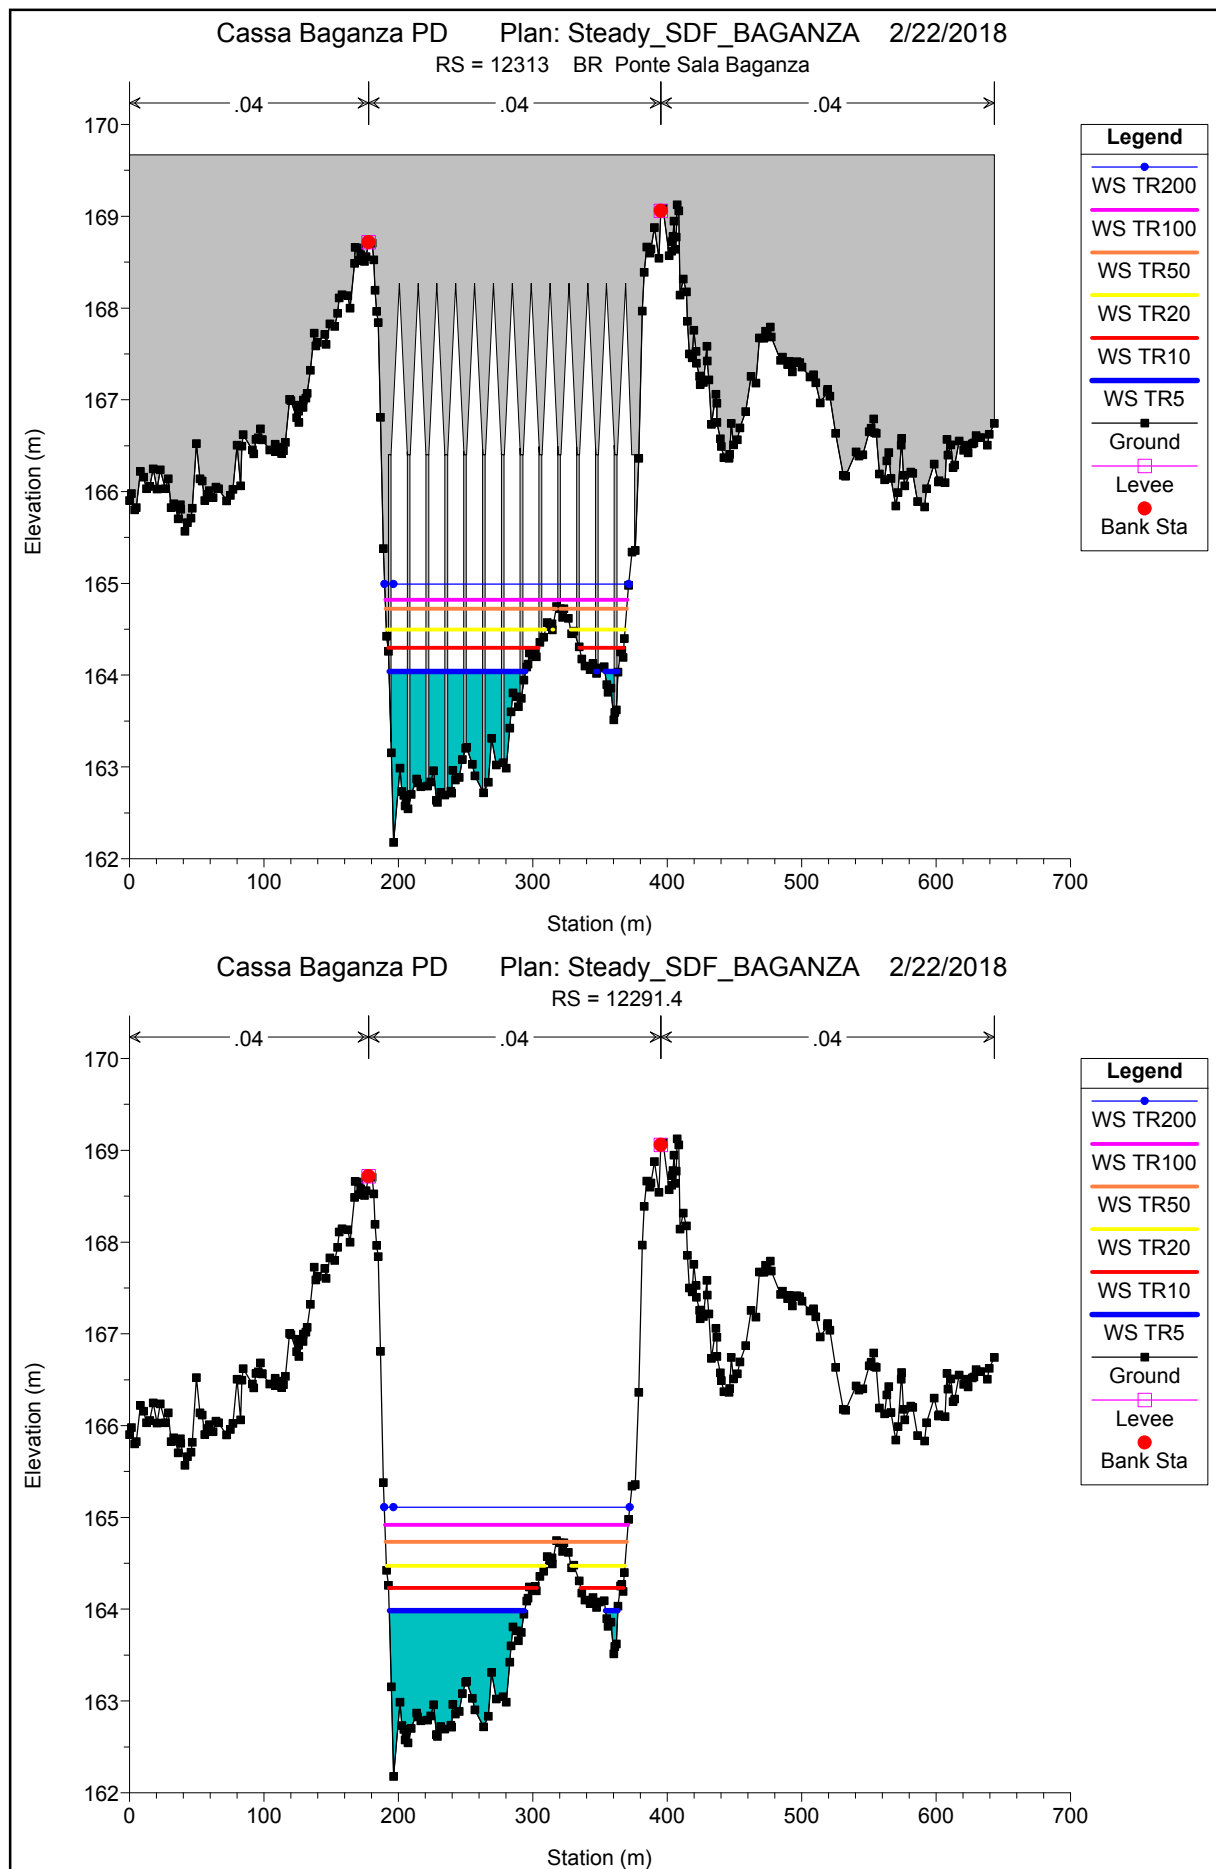 Cassa Baganza PD Plan: Steady_SDF_BAGANZA 2/22/2018
RS = 12313 BR Ponte Sala Baganza
.04 .04 .04
170
169
168
167
166
165
164
163
162
Elevation (m)
0 100 200 300 400 500 600 700
Station (m)
Legend
WS TR200
WS TR100
WS TR50
WS TR20
WS TR10
WS TR5
Ground
Levee
Bank Sta
Cassa Baganza PD Plan: Steady_SDF_BAGANZA 2/22/2018
RS = 12291.4
.04 .04 .04
170
169
168
167
166
165
164
163
162
Elevation (m)
0 100 200 300 400 500 600 700
Station (m)
Legend
WS TR200
WS TR100
WS TR50
WS TR20
WS TR10
WS TR5
Ground
Levee
Bank Sta